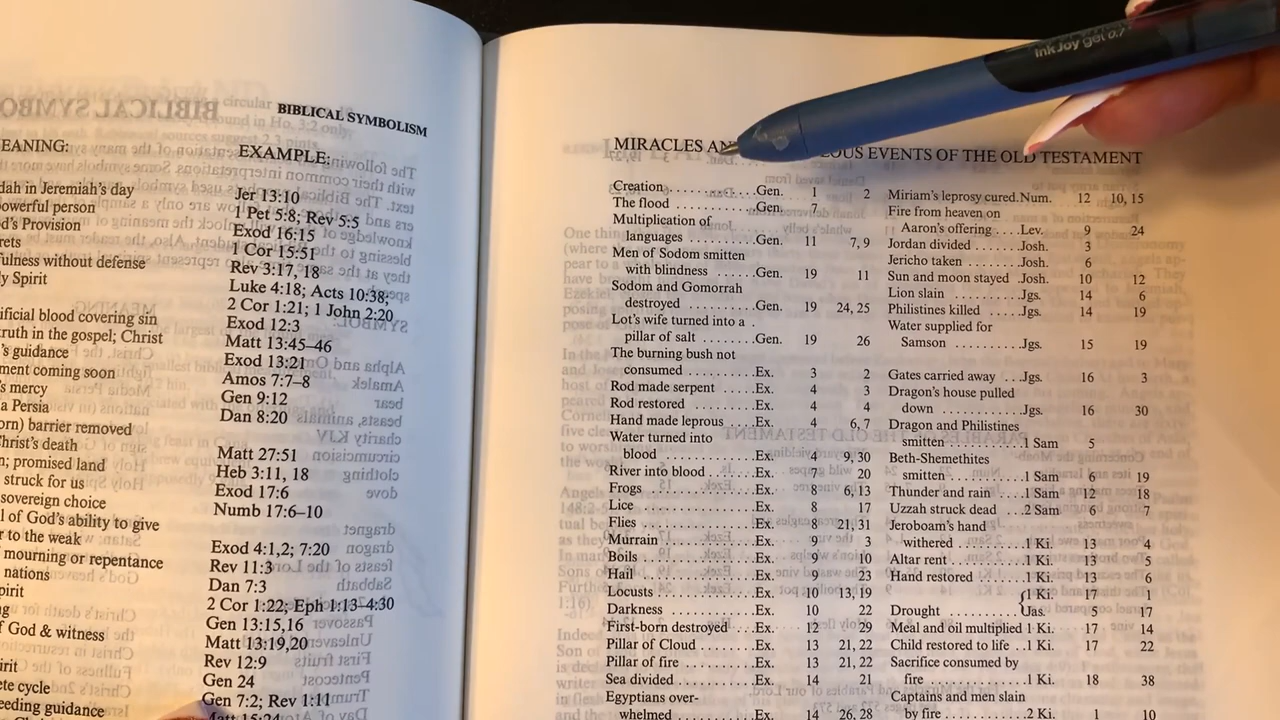 BIBLICAL SYMBOLISM
EANING:
EXAMPLE:
dah in Jeremiah's day
Jer 13:10
owerful person
1 Pet 5:8; Rev 5:5
d's Provision
Exod 16:15
rets
1 Cor 15:51
fulness without defense
Rev 3:17, 18
ly Spirit
Luke 4:18; Acts 10:38;
2 Cor 1:21; 1 John 2:20
ificial blood covering sin
Exod 12:3
ruth in the gospel; Christ
Matt 13:45–46
's guidance
Exod 13:21
ment coming soon
Amos 7:7–8
's mercy
Gen 9:12
a Persia
Dan 8:20
orn) barrier removed
Christ's death
Matt 27:51
n; promised land
Heb 3:11, 18
struck for us
Exod 17:6
sovereign choice
Numb 17:6–10
l of God's ability to give
r to the weak
Exod 4:1,2; 7:20
mourning or repentance
Rev 11:3
nations
Dan 7:3
pirit
2 Cor 1:22; Eph 1:13-4:30
ng
Gen 13:15,16
f God & witness
Matt 13:19,20
Rev 12:9
irit
Gen 24
ete cycle
Gen 7:2; Rev 1:11
eeding guidance
Matt 15:24
InkJoy gel 0.7
MIRACLES AN OUS EVENTS OF THE OLD TESTAMENT
Creation . . . . . . . . . . .Gen. 1 2
The flood . . . . . . . . . .Gen. 7
Multiplication of
languages . . . . . . . .Gen. 11 7, 9
Men of Sodom smitten
with blindness . . . . . .Gen. 19 11
Sodom and Gomorrah
destroyed . . . . . . . . .Gen. 19 24, 25
Lot's wife turned into a .
pillar of salt . . . . . . .Gen. 19 26
The burning bush not
consumed . . . . . . . . .Ex. 3 2
Rod made serpent . . . .Ex. 4 3
Rod restored . . . . . . . .Ex. 4 4
Hand made leprous . . .Ex. 4 6, 7
Water turned into
blood . . . . . . . . . . . .Ex. 4 9, 30
River into blood . . . . . .Ex. 7 20
Frogs . . . . . . . . . . . . .Ex. 8 6, 13
Lice . . . . . . . . . . . . . .Ex. 8 17
Flies . . . . . . . . . . . . . .Ex. 8 21, 31
Murrain . . . . . . . . . . .Ex. 9 3
Boils . . . . . . . . . . . . .Ex. 9 10
Hail . . . . . . . . . . . . . .Ex. 9 23
Locusts . . . . . . . . . . .Ex. 10 13, 19
Darkness . . . . . . . . . .Ex. 10 22
First-born destroyed . . .Ex. 12 29
Pillar of Cloud . . . . . . .Ex. 13 21, 22
Pillar of fire . . . . . . . . .Ex. 13 21, 22
Sea divided . . . . . . . . .Ex. 14 21
Egyptians over-
whelmed . . . . . . . . . .Ex. 14 26, 28
Miriam's leprosy cured.Num. 12 10, 15
Fire from heaven on
Aaron's offering . . . .Lev. 9 24
Jordan divided . . . . . .Josh. 3
Jericho taken . . . . . . .Josh. 6
Sun and moon stayed .Josh. 10 12
Lion slain . . . . . . . . . .Jgs. 14 6
Philistines killed . . . . . .Jgs. 14 19
Water supplied for
Samson . . . . . . . . . .Jgs. 15 19
Gates carried away . . .Jgs. 16 3
Dragon's house pulled
down . . . . . . . . . . . .Jgs. 16 30
Dragon and Philistines
smitten . . . . . . . . . .1 Sam 5
Beth-Shemethites
smitten . . . . . . . . . .1 Sam 6 19
Thunder and rain . . . .1 Sam 12 18
Uzzah struck dead . . .2 Sam 6 7
Jeroboam's hand
withered . . . . . . . . . .1 Ki. 13 4
Altar rent . . . . . . . . . .1 Ki. 13 5
Hand restored . . . . . . .1 Ki. 13 6
{1 Ki. 17 1
Drought . . . . . . . . . . {Jas. 5 17
Meal and oil multiplied 1 Ki. 17 14
Child restored to life . .1 Ki. 17 22
Sacrifice consumed by
fire . . . . . . . . . . . . . .1 Ki. 18 38
Captains and men slain
by fire . . . . . . . . . . .2 Ki. 1 10